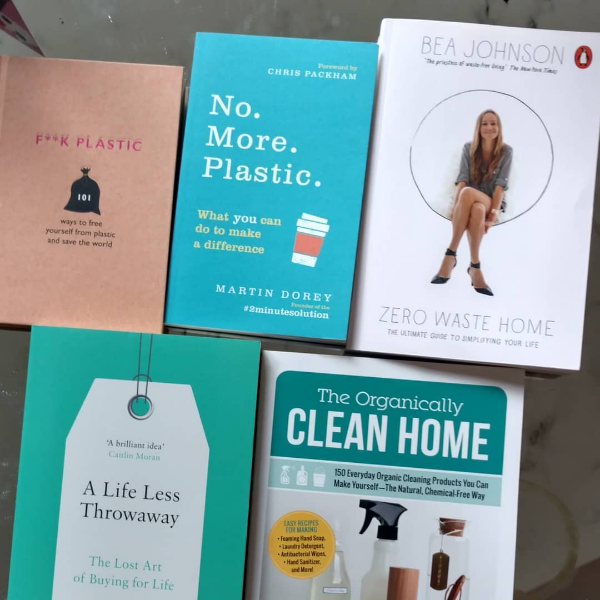 F**K PLASTIC
101
ways to free
yourself from plastic
and save the world
Foreword by
CHRIS PACKHAM
No.
More.
Plastic.
What you can
do to make
a difference
MARTIN DOREY
Founder of the
#2minutesolution
BEA JOHNSON
"The priestess of waste-free living" The New York Times
ZERO WASTE HOME
THE ULTIMATE GUIDE TO SIMPLIFYING YOUR LIFE
'A brilliant idea'
Caitlin Moran
A Life Less
Throwaway
The Lost Art
of Buying for Life
The Organically
CLEAN HOME
150 Everyday Organic Cleaning Products You Can
Make Yourself—The Natural, Chemical-Free Way
EASY RECIPES
FOR MAKING
• Foaming Hand Soap,
• Laundry Detergent,
• Antibacterial Wipes,
• Hand Sanitizer,
and More!